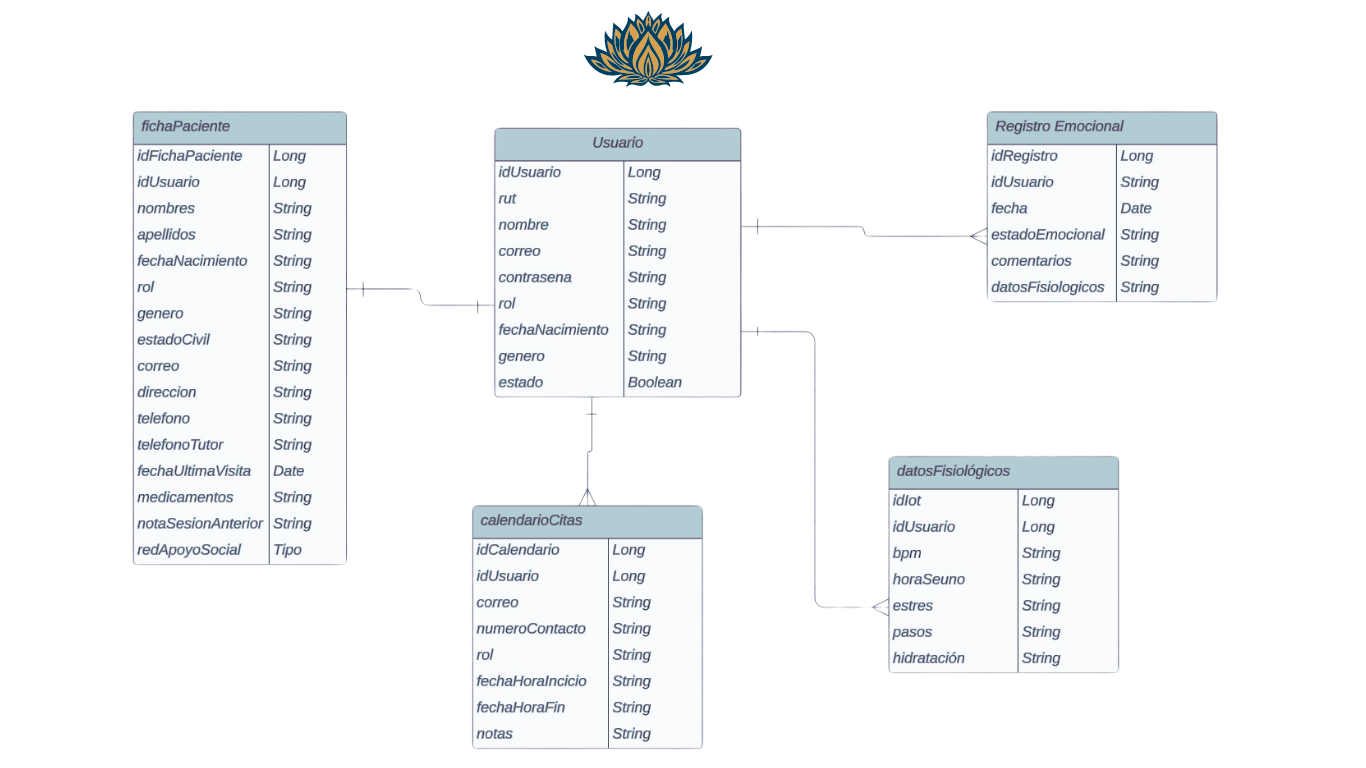 fichaPaciente
idFichaPaciente Long
idUsuario Long
nombres String
apellidos String
fechaNacimiento String
rol String
genero String
estadoCivil String
correo String
direccion String
telefono String
telefonoTutor String
fechaUltimaVisita Date
medicamentos String
notaSesionAnterior String
redApoyoSocial Tipo
Usuario
idUsuario Long
rut String
nombre String
correo String
contrasena String
rol String
fechaNacimiento String
genero String
estado Boolean
Registro Emocional
idRegistro Long
idUsuario String
fecha Date
estadoEmocional String
comentarios String
datosFisiologicos String
calendarioCitas
idCalendario Long
idUsuario Long
correo String
numeroContacto String
rol String
fechaHoraIncicio String
fechaHoraFin String
notas String
datosFisiológicos
idIot Long
idUsuario Long
bpm String
horaSeuno String
estres String
pasos String
hidratación String